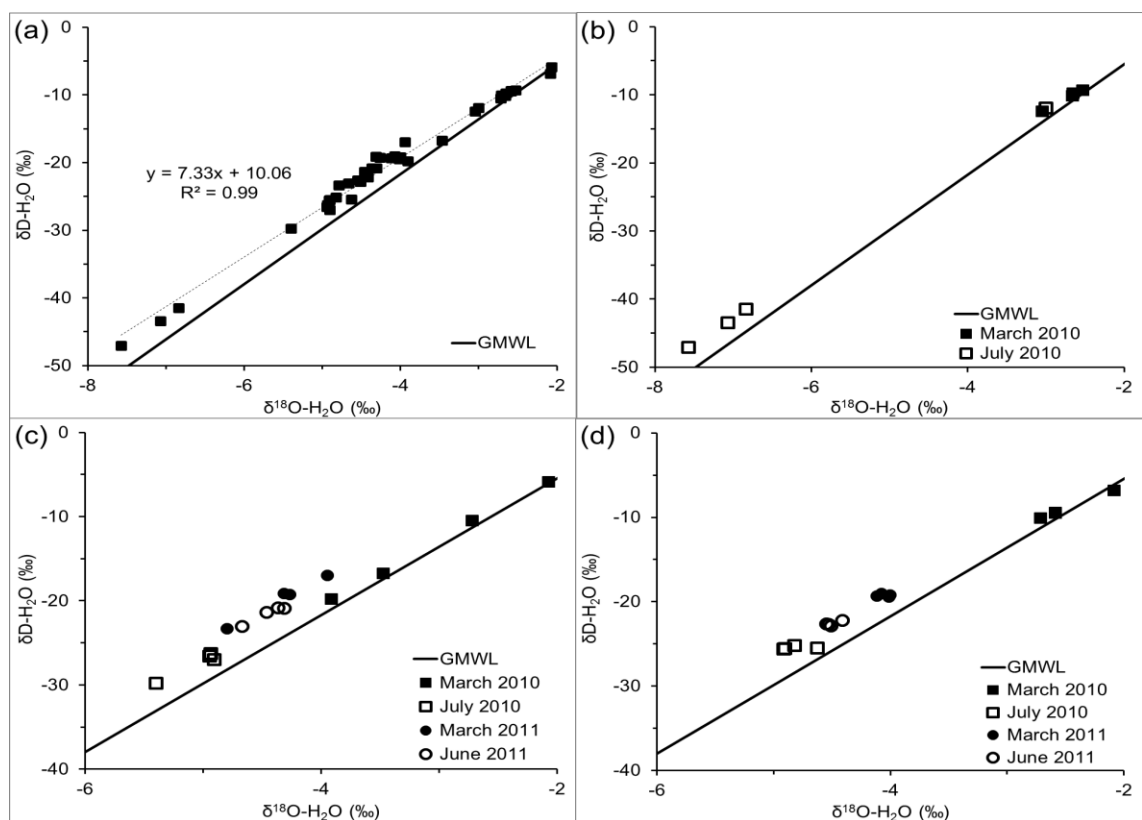 (a)
0
-10
-20
-30
-40
-50
δD-H₂O (‰)
y = 7.33x + 10.06
R² = 0.99
GMWL
-8
-6
-4
-2
δ¹⁸O-H₂O (‰)
(b)
0
-10
-20
-30
-40
-50
δD-H₂O (‰)
GMWL
March 2010
July 2010
-8
-6
-4
-2
δ¹⁸O-H₂O (‰)
(c)
0
-10
-20
-30
-40
δD-H₂O (‰)
GMWL
March 2010
July 2010
March 2011
June 2011
-6
-4
-2
δ¹⁸O-H₂O (‰)
(d)
0
-10
-20
-30
-40
δD-H₂O (‰)
GMWL
March 2010
July 2010
March 2011
June 2011
-6
-4
-2
δ¹⁸O-H₂O (‰)